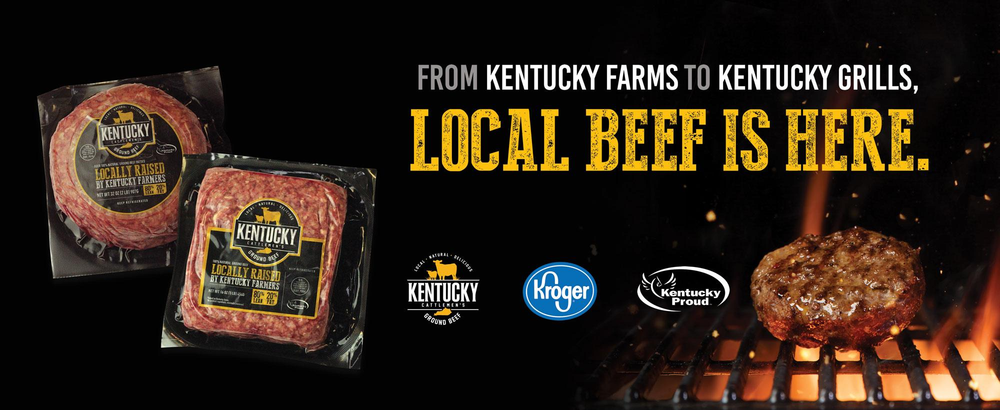 FROM KENTUCKY FARMS TO KENTUCKY GRILLS,
LOCAL BEEF IS HERE.
LOCAL · NATURAL · DELICIOUS
KENTUCKY
CATTLEMEN'S
GROUND BEEF
U.S.
EST. 7914
Kentucky
Proud
FOUR 100% NATURAL GROUND BEEF PATTIES
LOCALLY RAISED
BY KENTUCKY FARMERS
NET WT 32 OZ (2 LB) 907G
80% LEAN
20% FAT
KEEP REFRIGERATED
LOCAL · NATURAL · DELICIOUS
KENTUCKY
CATTLEMEN'S
GROUND BEEF
100% NATURAL GROUND BEEF
KEEP REFRIGERATED
LOCALLY RAISED
BY KENTUCKY FARMERS
NET WT 16 OZ (1 LB) 454G
80% LEAN
20% FAT
U.S.
EST. 7914
Kentucky
Proud
LOCAL · NATURAL · DELICIOUS
KENTUCKY
CATTLEMEN'S
GROUND BEEF
Kroger
Kentucky
Proud